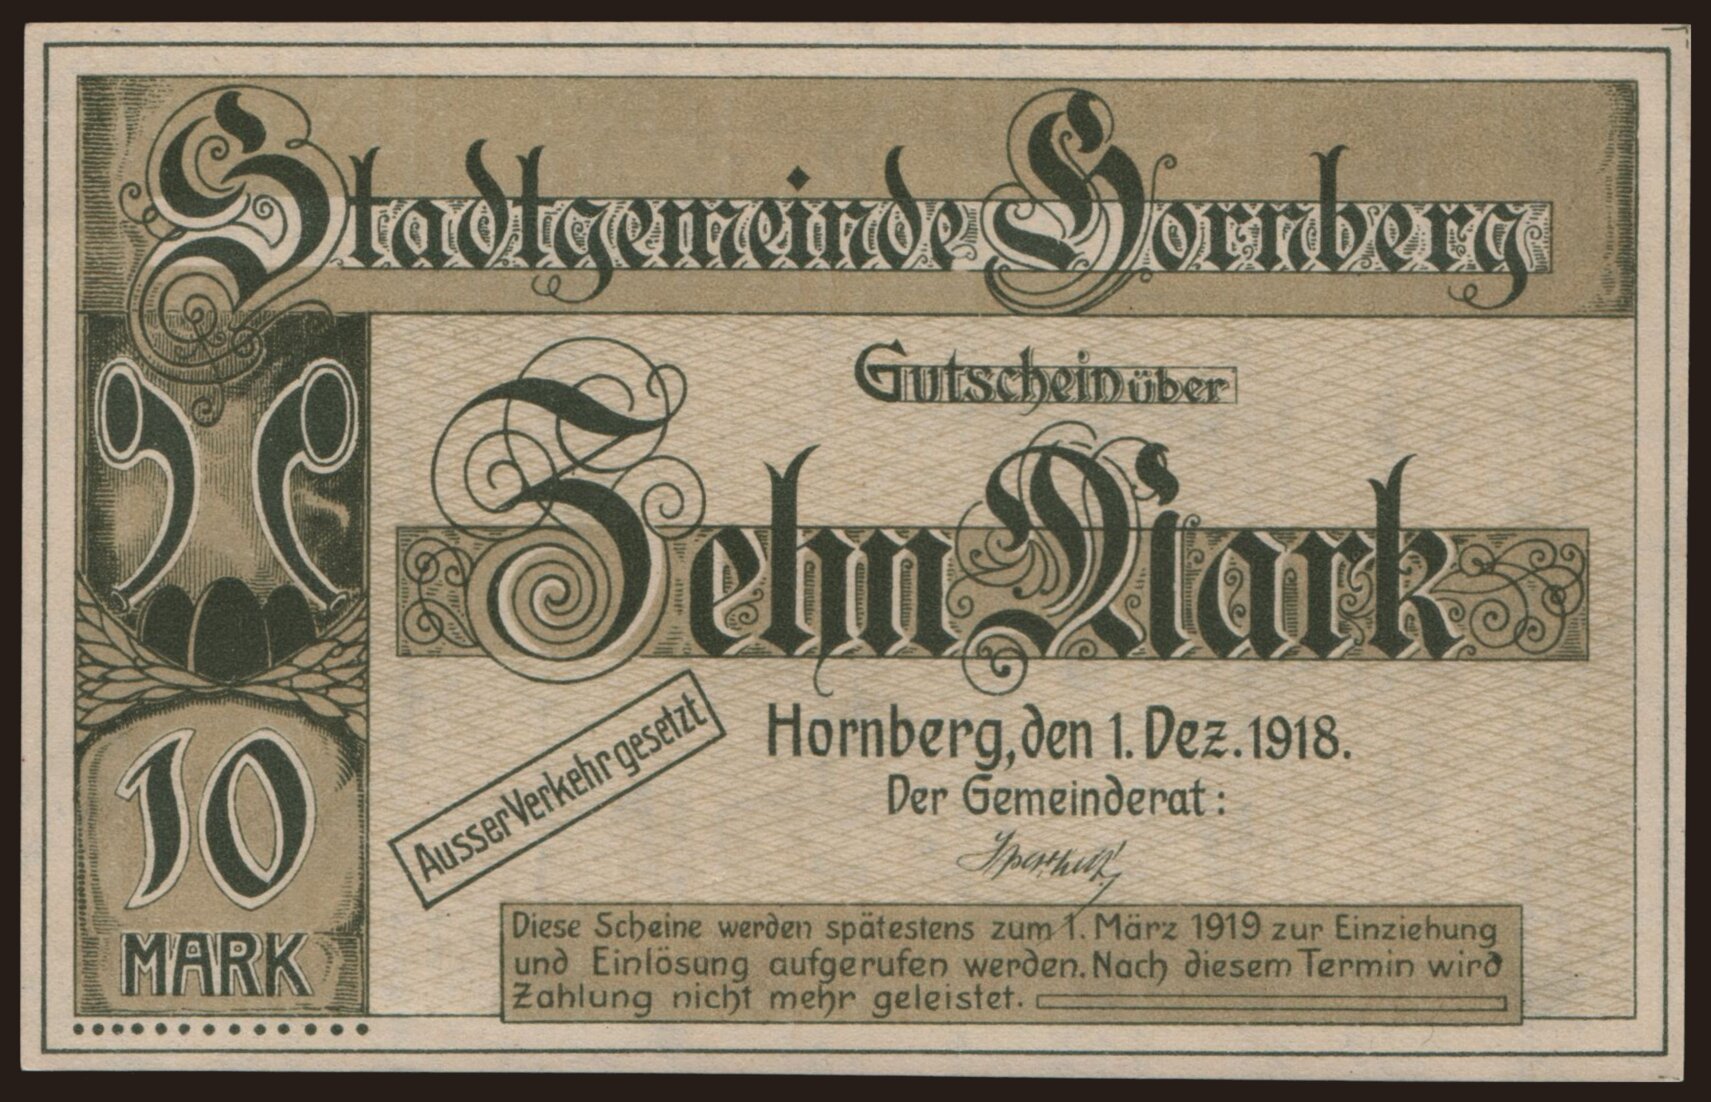 Stadtgemeinde Hornberg
Gutschein über
Zehn Mark
Ausser Verkehr gesetzt
Hornberg, den 1. Dez. 1918.
Der Gemeinderat:
10
MARK
Diese Scheine werden spätestens zum 1. März 1919 zur Einziehung
und Einlösung aufgerufen werden. Nach diesem Termin wird
Zahlung nicht mehr geleistet.